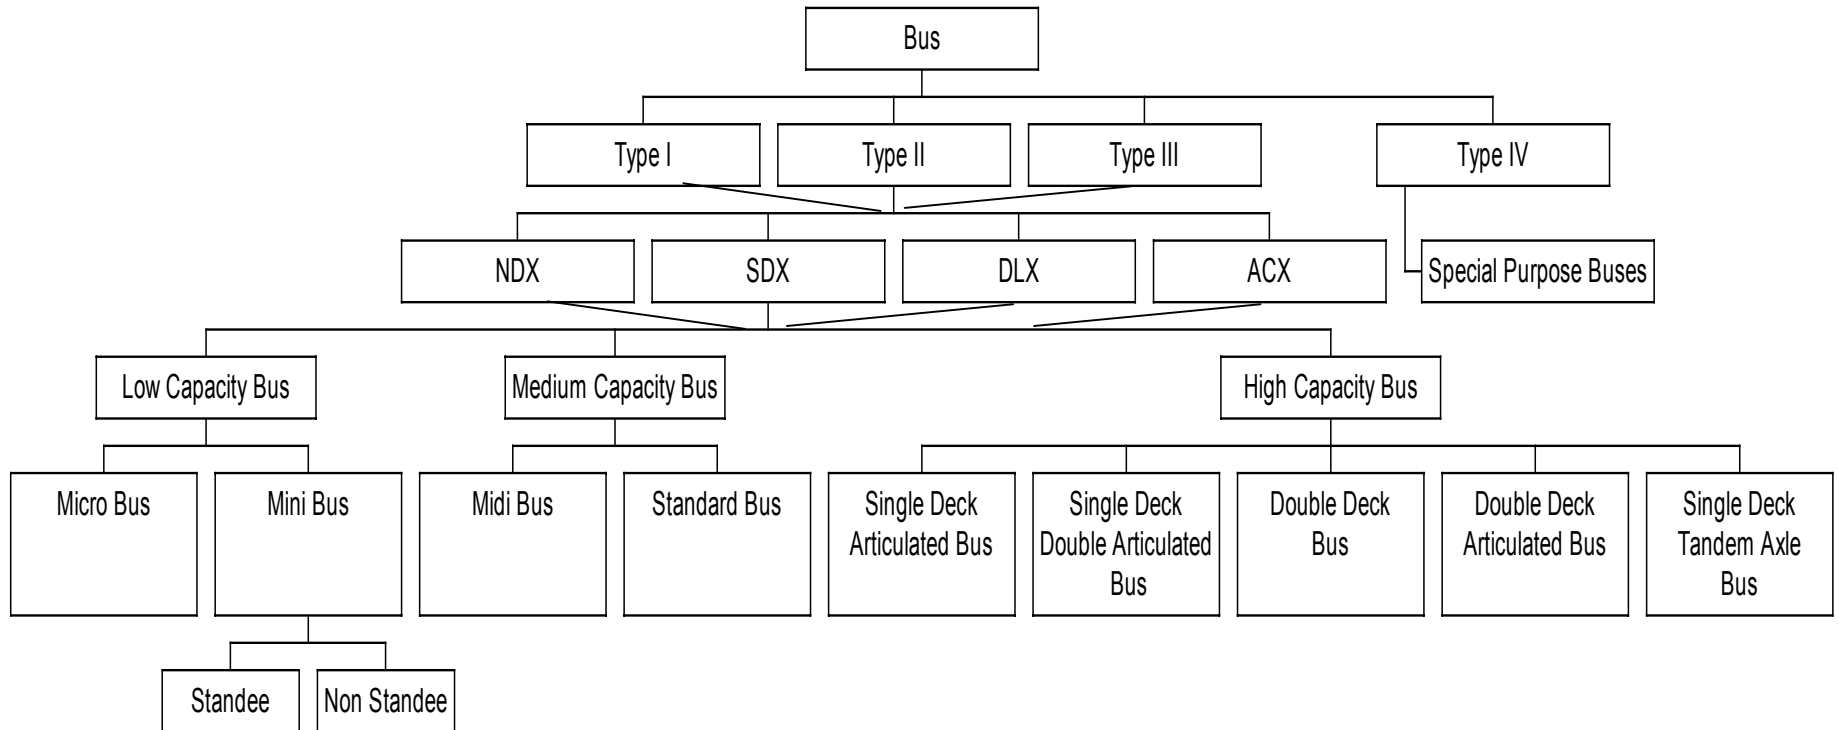 Bus
Type I
Type II
Type III
Type IV
NDX
SDX
DLX
ACX
Special Purpose Buses
Low Capacity Bus
Medium Capacity Bus
High Capacity Bus
Micro Bus
Mini Bus
Midi Bus
Standard Bus
Single Deck
Articulated Bus
Single Deck
Double Articulated
Bus
Double Deck
Bus
Double Deck
Articulated Bus
Single Deck
Tandem Axle
Bus
Standee
Non Standee